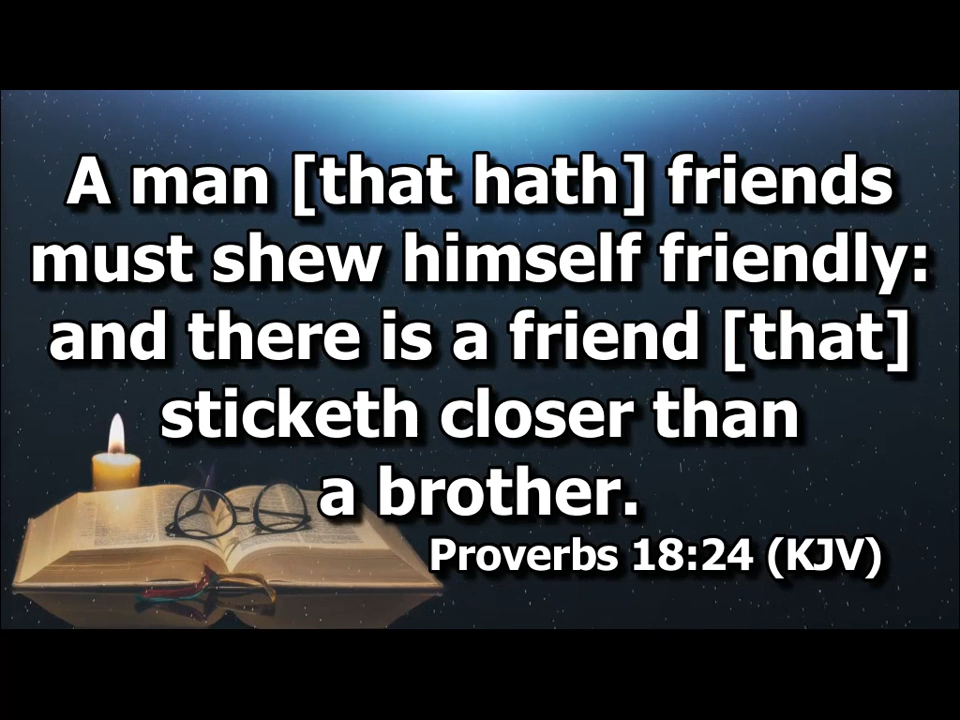 A man [that hath] friends
must shew himself friendly:
and there is a friend [that]
sticketh closer than
a brother.
Proverbs 18:24 (KJV)